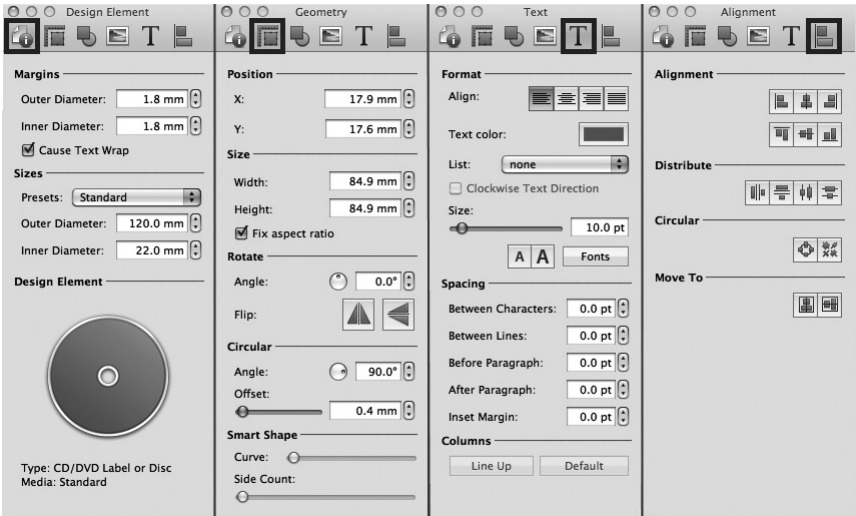 Design Element
Margins
Outer Diameter: 1.8 mm
Inner Diameter: 1.8 mm
Cause Text Wrap
Sizes
Presets: Standard
Outer Diameter: 120.0 mm
Inner Diameter: 22.0 mm
Design Element
Type: CD/DVD Label or Disc
Media: Standard
Geometry
Position
X: 17.9 mm
Y: 17.6 mm
Size
Width: 84.9 mm
Height: 84.9 mm
Fix aspect ratio
Rotate
Angle: 0.0°
Flip:
Circular
Angle: 90.0°
Offset:
0.4 mm
Smart Shape
Curve:
Side Count:
Text
T
Format
Align:
Text color:
List: none
Clockwise Text Direction
Size:
10.0 pt
A A Fonts
Spacing
Between Characters: 0.0 pt
Between Lines: 0.0 pt
Before Paragraph: 0.0 pt
After Paragraph: 0.0 pt
Inset Margin: 0.0 pt
Columns
Line Up Default
Alignment
Alignment
Distribute
Circular
Move To